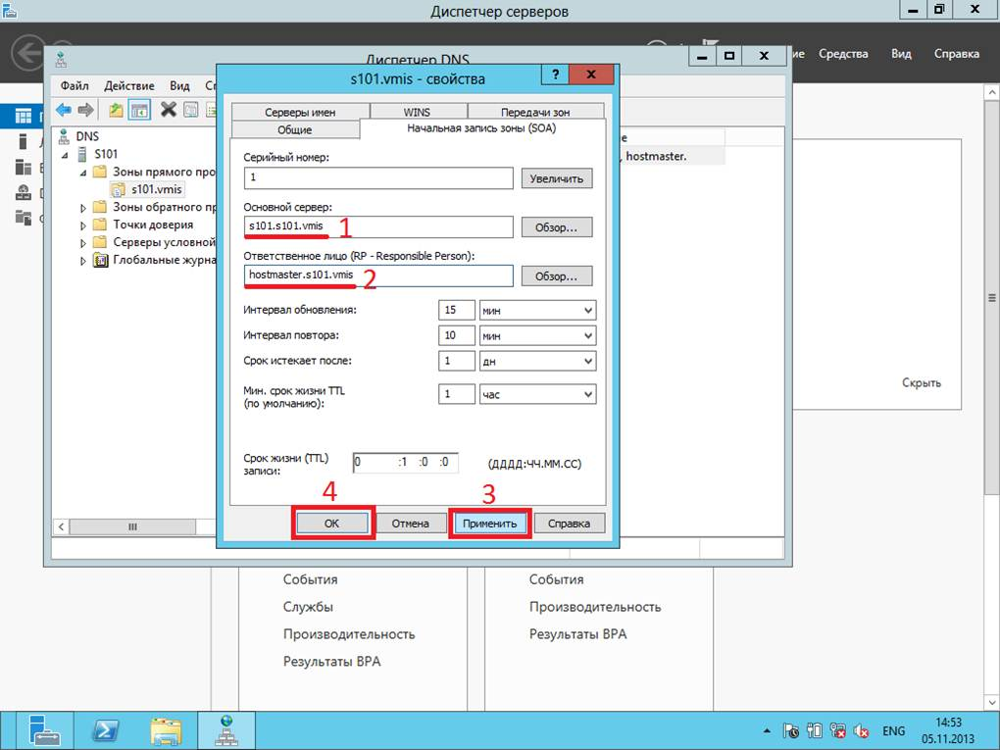 Диспетчер серверов
Средства
Вид
Справка
Диспетчер DNS
Файл
Действие
Вид
DNS
S101
Зоны прямого про
s101.vmis
Зоны обратного пр
Точки доверия
Серверы условной
Глобальные журна
, hostmaster.
s101.vmis - свойства
?
X
Серверы имен
WINS
Передачи зон
Общие
Начальная запись зоны (SOA)
Серийный номер:
1
Увеличить
Основной сервер:
s101.s101.vmis
1
Обзор...
Ответственное лицо (RP - Responsible Person):
hostmaster.s101.vmis
2
Обзор...
Интервал обновления:
15
мин
Интервал повтора:
10
мин
Срок истекает после:
1
дн
Мин. срок жизни TTL
(по умолчанию):
1
час
Срок жизни (TTL)
записи:
0 :1 :0 :0
(ДДДД:ЧЧ.ММ.СС)
4
3
ОК
Отмена
Применить
Справка
Скрыть
События
Службы
Производительность
Результаты BPA
События
Производительность
Результаты BPA
ENG
14:53
05.11.2013